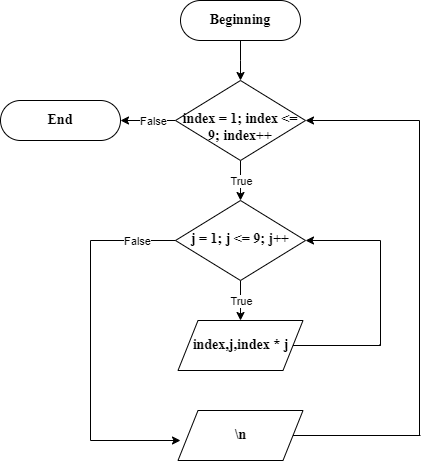 Beginning
index = 1; index <=
9; index++
End
False
True
j = 1; j <= 9; j++
False
True
index,j,index * j
\n